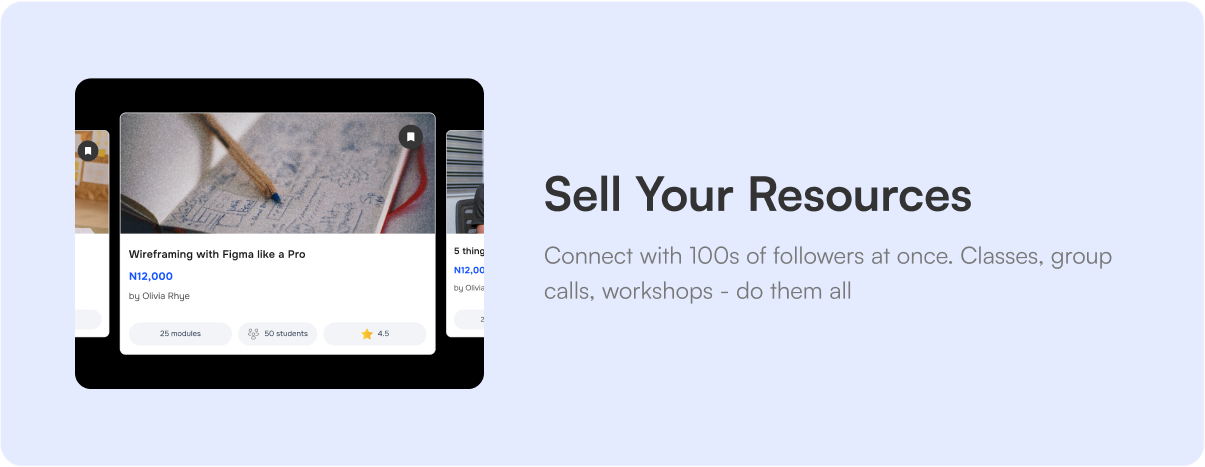 Wireframing with Figma like a Pro
N12,000
by Olivia Rhye
25 modules
50 students
4.5
5 thing
N12,00
by Olivi
2
Sell Your Resources
Connect with 100s of followers at once. Classes, group
calls, workshops - do them all